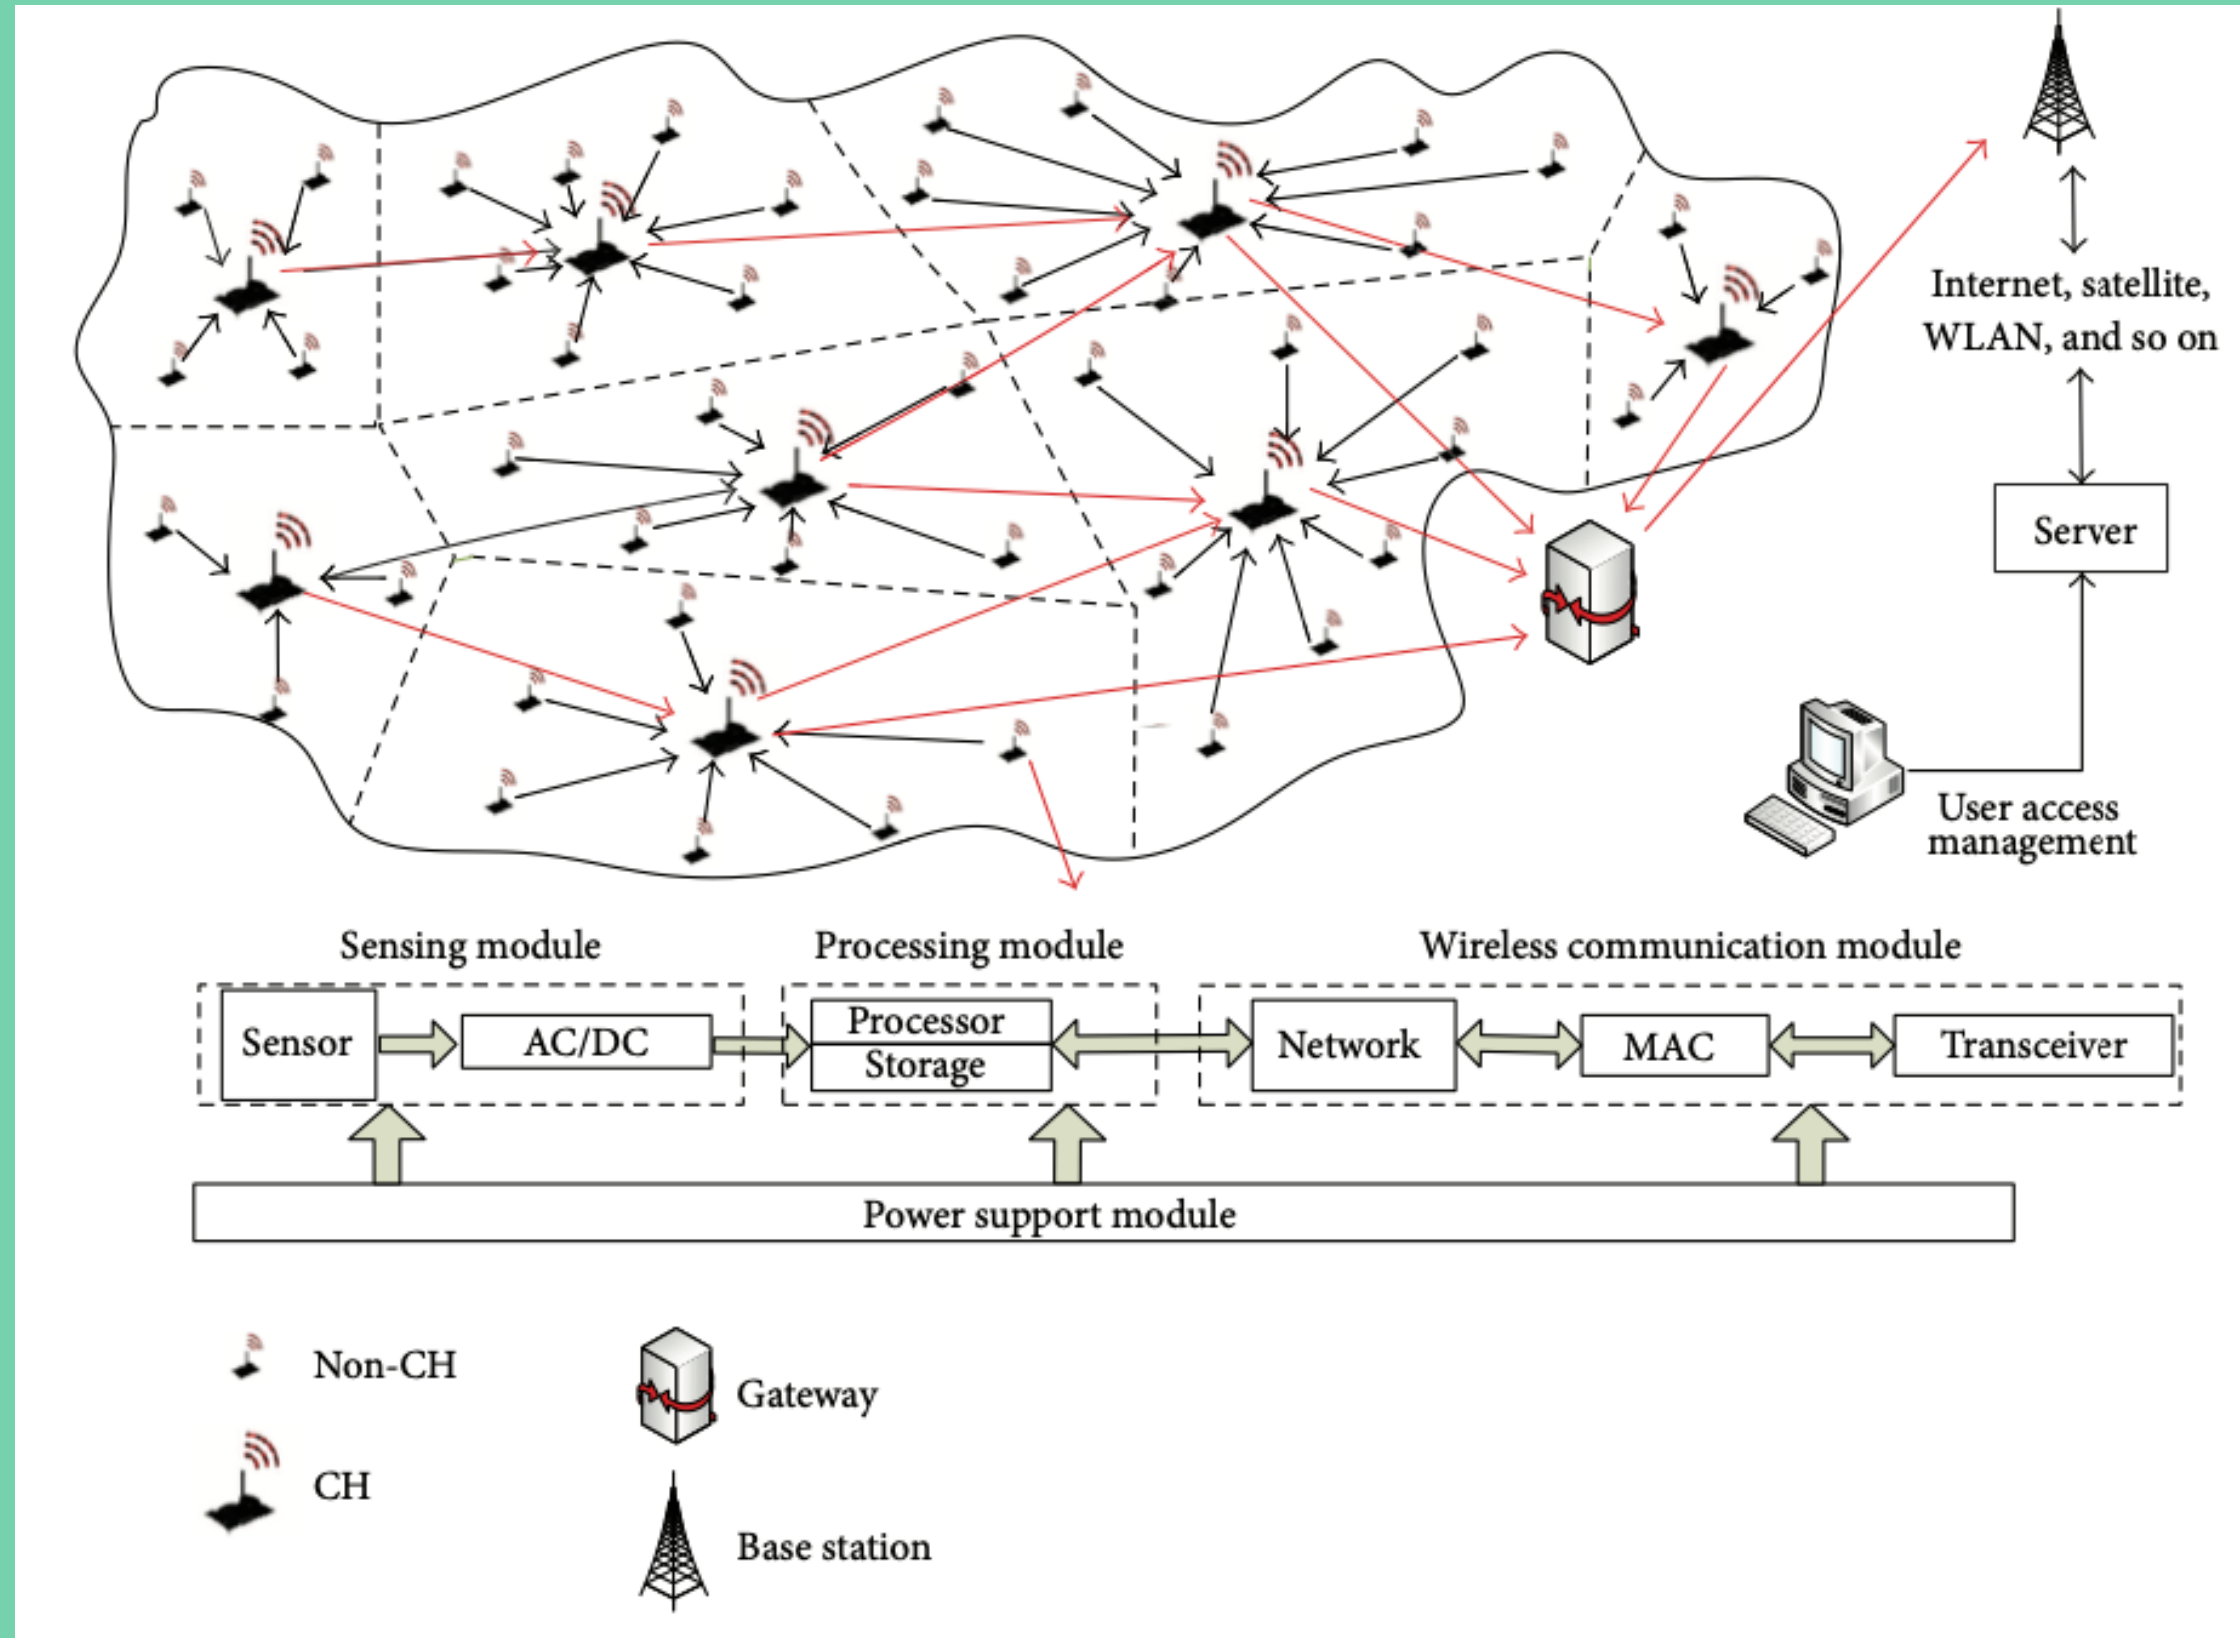 Internet, satellite,
WLAN, and so on
Server
User access
management
Sensing module
Processing module
Wireless communication module
Sensor
AC/DC
Processor
Storage
Network
MAC
Transceiver
Power support module
Non-CH
Gateway
CH
Base station